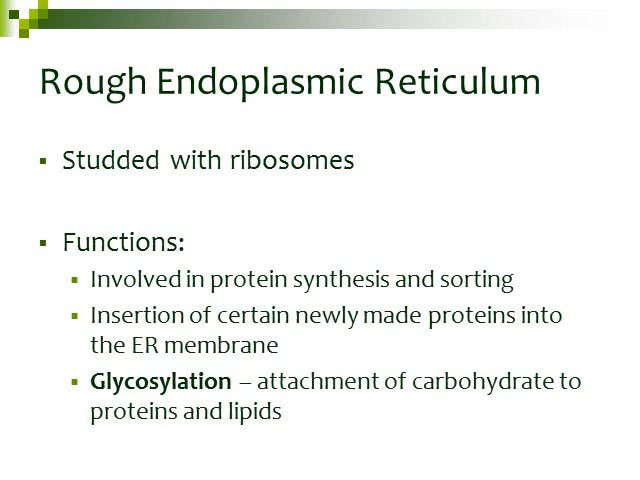 Rough Endoplasmic Reticulum
Studded with ribosomes
Functions:
Involved in protein synthesis and sorting
Insertion of certain newly made proteins into
the ER membrane
Glycosylation – attachment of carbohydrate to
proteins and lipids